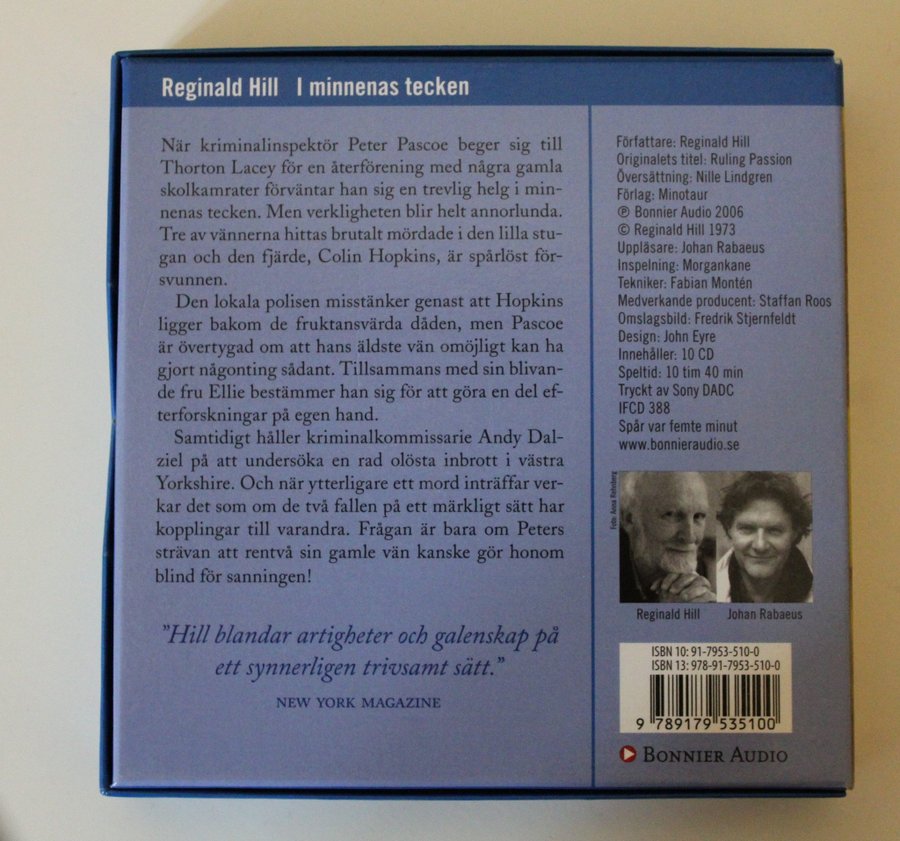 Reginald Hill I minnenas tecken
När kriminalinspektör Peter Pascoe beger sig till
Thorton Lacey för en återförening med några gamla
skolkamrater förväntar han sig en trevlig helg i min-
nenas tecken. Men verkligheten blir helt annorlunda.
Tre av vännerna hittas brutalt mördade i den lilla stu-
gan och den fjärde, Colin Hopkins, är spårlöst för-
svunnen.
Den lokala polisen misstänker genast att Hopkins
ligger bakom de fruktansvärda dåden, men Pascoe
är övertygad om att hans äldste vän omöjligt kan ha
gjort någonting sådant. Tillsammans med sin blivan-
de fru Ellie bestämmer han sig för att göra en del ef-
terforskningar på egen hand.
Samtidigt håller kriminalkommissarie Andy Dal-
ziel på att undersöka en rad olösta inbrott i västra
Yorkshire. Och när ytterligare ett mord inträffar ver-
kar det som om de två fallen på ett märkligt sätt har
kopplingar till varandra. Frågan är bara om Peters
strävan att rentvå sin gamle vän kanske gör honom
blind för sanningen!
”Hill blandar artigheter och galenskap på
ett synnerligen trivsamt sätt.”
NEW YORK MAGAZINE
Författare: Reginald Hill
Originalets titel: Ruling Passion
Översättning: Nille Lindgren
Förlag: Minotaur
℗ Bonnier Audio 2006
© Reginald Hill 1973
Uppläsare: Johan Rabaeus
Inspelning: Morgankane
Tekniker: Fabian Montén
Medverkande producent: Staffan Roos
Omslagsbild: Fredrik Stjernfeldt
Design: John Eyre
Innehåller: 10 CD
Speltid: 10 tim 40 min
Tryckt av Sony DADC
IFCD 388
Spår var femte minut
www.bonnieraudio.se
Foto: Anna Rehnberg
Reginald Hill Johan Rabaeus
ISBN 10: 91-7953-510-0
ISBN 13: 978-91-7953-510-0
9 789179 535100
BONNIER AUDIO